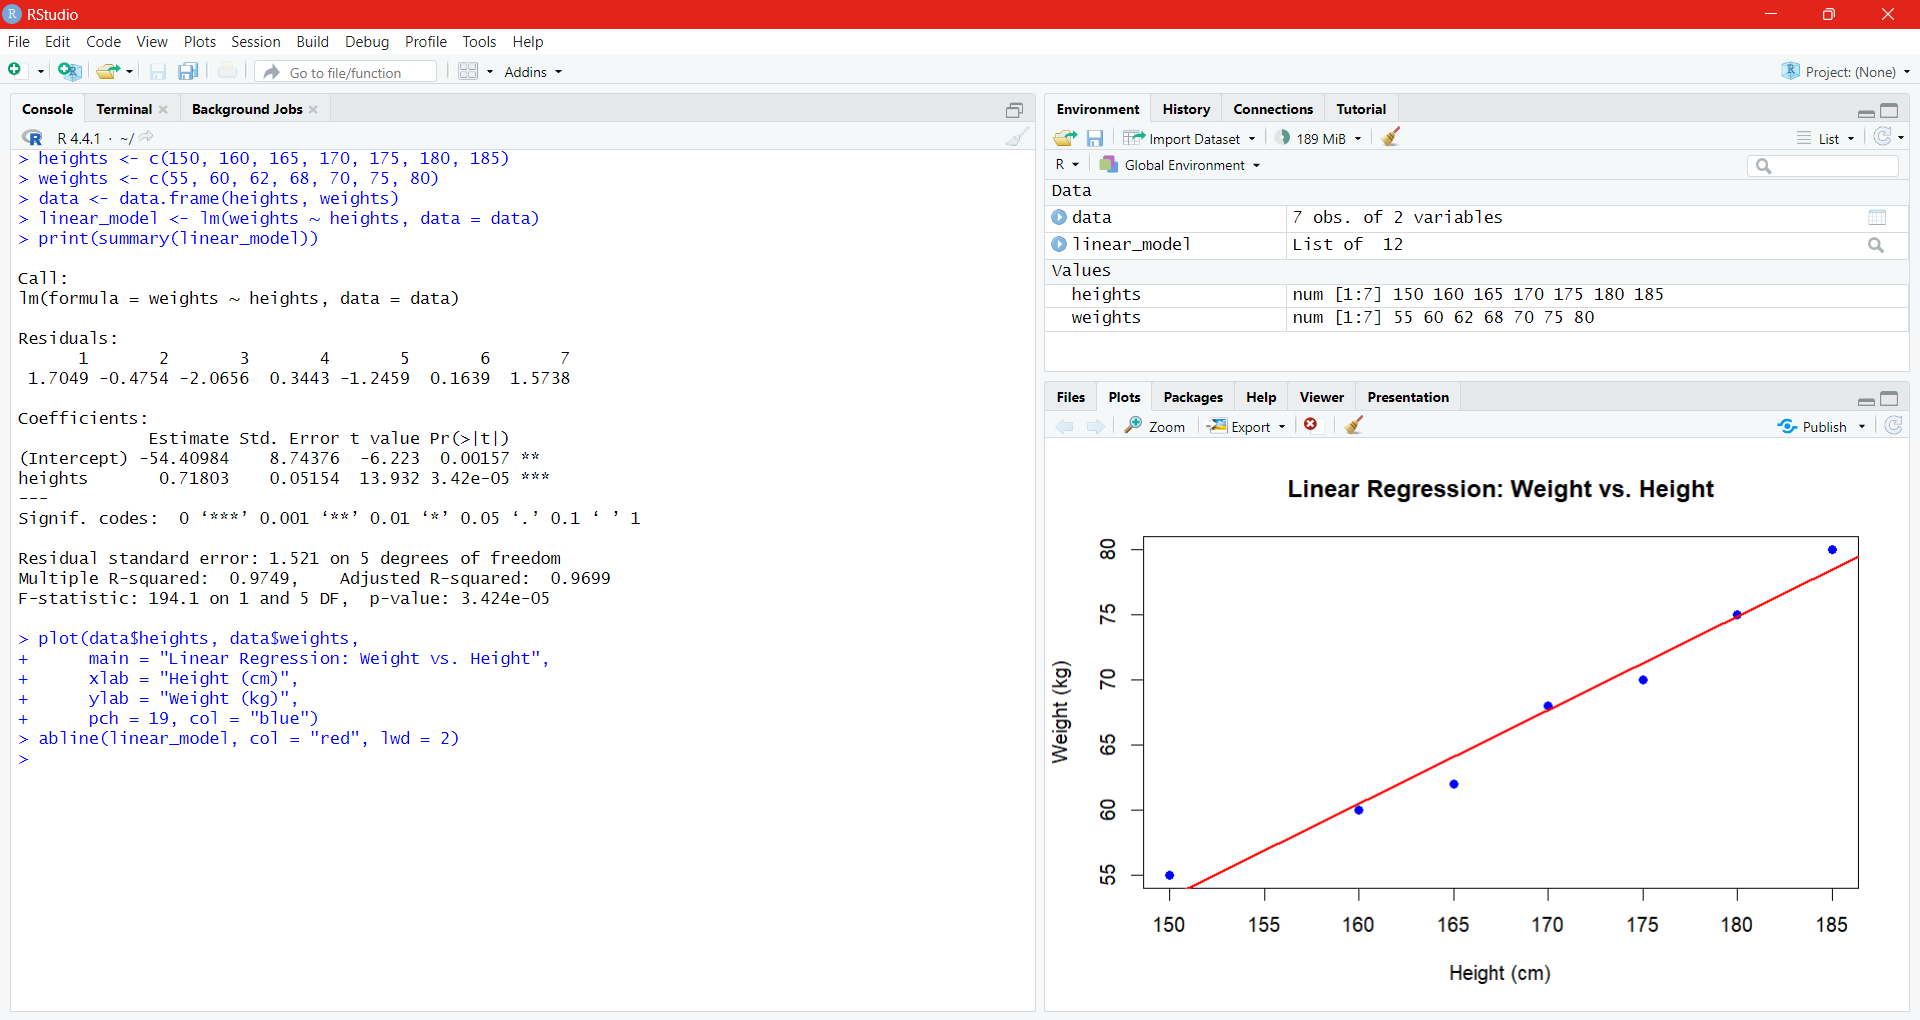 RStudio
File Edit Code View Plots Session Build Debug Profile Tools Help
Go to file/function Addins Project: (None)
Console Terminal Background Jobs
R 4.4.1 · ~/
> heights <- c(150, 160, 165, 170, 175, 180, 185)
> weights <- c(55, 60, 62, 68, 70, 75, 80)
> data <- data.frame(heights, weights)
> linear_model <- lm(weights ~ heights, data = data)
> print(summary(linear_model))
Call:
lm(formula = weights ~ heights, data = data)
Residuals:
      1       2       3       4       5       6       7
 1.7049 -0.4754 -2.0656  0.3443 -1.2459  0.1639  1.5738
Coefficients:
             Estimate Std. Error t value Pr(>|t|)
(Intercept) -54.40984    8.74376  -6.223  0.00157 **
heights       0.71803    0.05154  13.932 3.42e-05 ***
---
Signif. codes:  0 ‘***’ 0.001 ‘**’ 0.01 ‘*’ 0.05 ‘.’ 0.1 ‘ ’ 1
Residual standard error: 1.521 on 5 degrees of freedom
Multiple R-squared:  0.9749,    Adjusted R-squared:  0.9699
F-statistic: 194.1 on 1 and 5 DF,  p-value: 3.424e-05
> plot(data$heights, data$weights,
+      main = "Linear Regression: Weight vs. Height",
+      xlab = "Height (cm)",
+      ylab = "Weight (kg)",
+      pch = 19, col = "blue")
> abline(linear_model, col = "red", lwd = 2)
>
Environment History Connections Tutorial
Import Dataset 189 MiB List
R Global Environment
Data
data 7 obs. of 2 variables
linear_model List of  12
Values
heights num [1:7] 150 160 165 170 175 180 185
weights num [1:7] 55 60 62 68 70 75 80
Files Plots Packages Help Viewer Presentation
Zoom Export Publish
Linear Regression: Weight vs. Height
Weight (kg)
80
75
70
65
60
55
150 155 160 165 170 175 180 185
Height (cm)